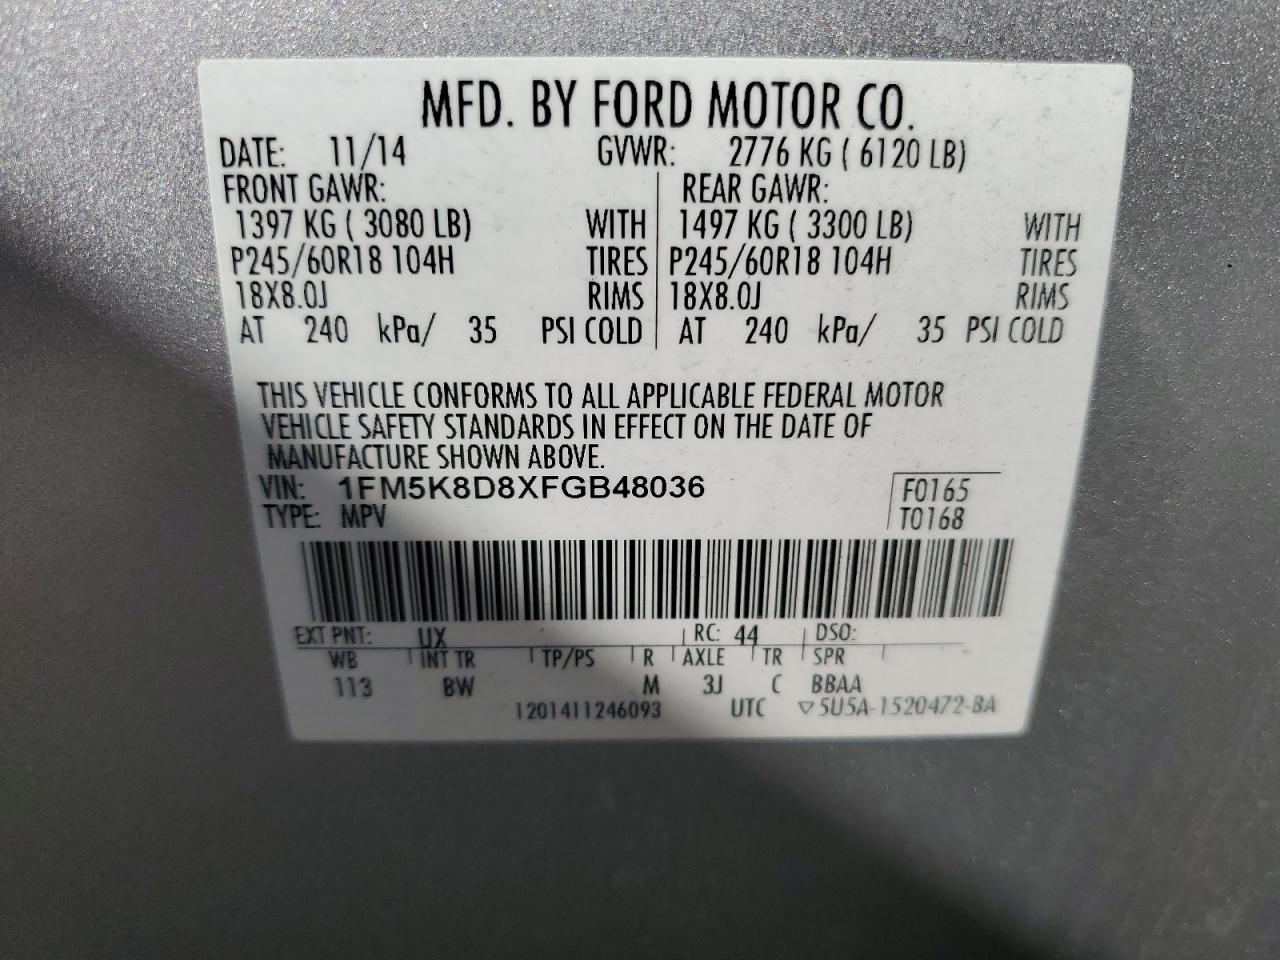 MFD. BY FORD MOTOR CO.
DATE: 11/14 GVWR: 2776 KG ( 6120 LB)
FRONT GAWR: REAR GAWR:
1397 KG ( 3080 LB) WITH 1497 KG ( 3300 LB) WITH
P245/60R18 104H TIRES P245/60R18 104H TIRES
18X8.0J RIMS 18X8.0J RIMS
AT 240 kPa/ 35 PSI COLD AT 240 kPa/ 35 PSI COLD
THIS VEHICLE CONFORMS TO ALL APPLICABLE FEDERAL MOTOR
VEHICLE SAFETY STANDARDS IN EFFECT ON THE DATE OF
MANUFACTURE SHOWN ABOVE.
VIN: 1FM5K8D8XFGB48036 F0165
TYPE: MPV T0168
EXT PNT: UX RC: 44 DSO:
WB INT TR TP/PS R AXLE TR SPR
113 BW M 3J C BBAA
1201411246093 UTC ▽5U5A-1520472-BA